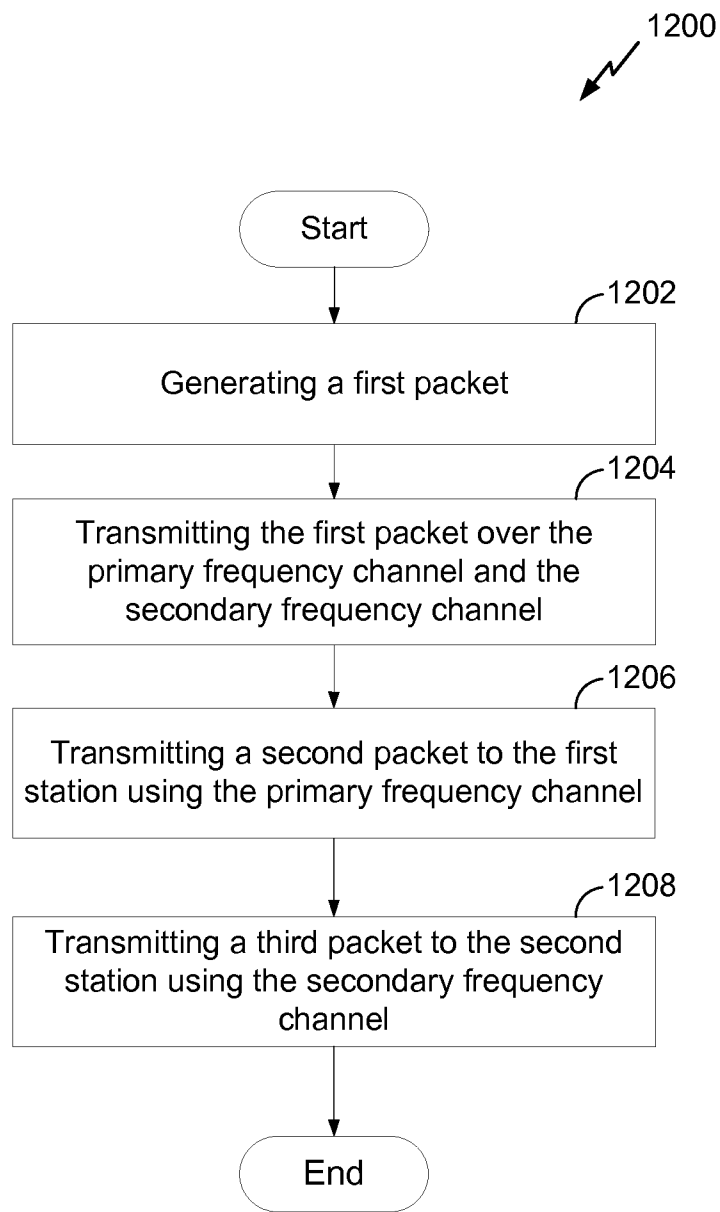 1200
Start
1202
Generating a first packet
1204
Transmitting the first packet over the
primary frequency channel and the
secondary frequency channel
1206
Transmitting a second packet to the first
station using the primary frequency channel
1208
Transmitting a third packet to the second
station using the secondary frequency
channel
End